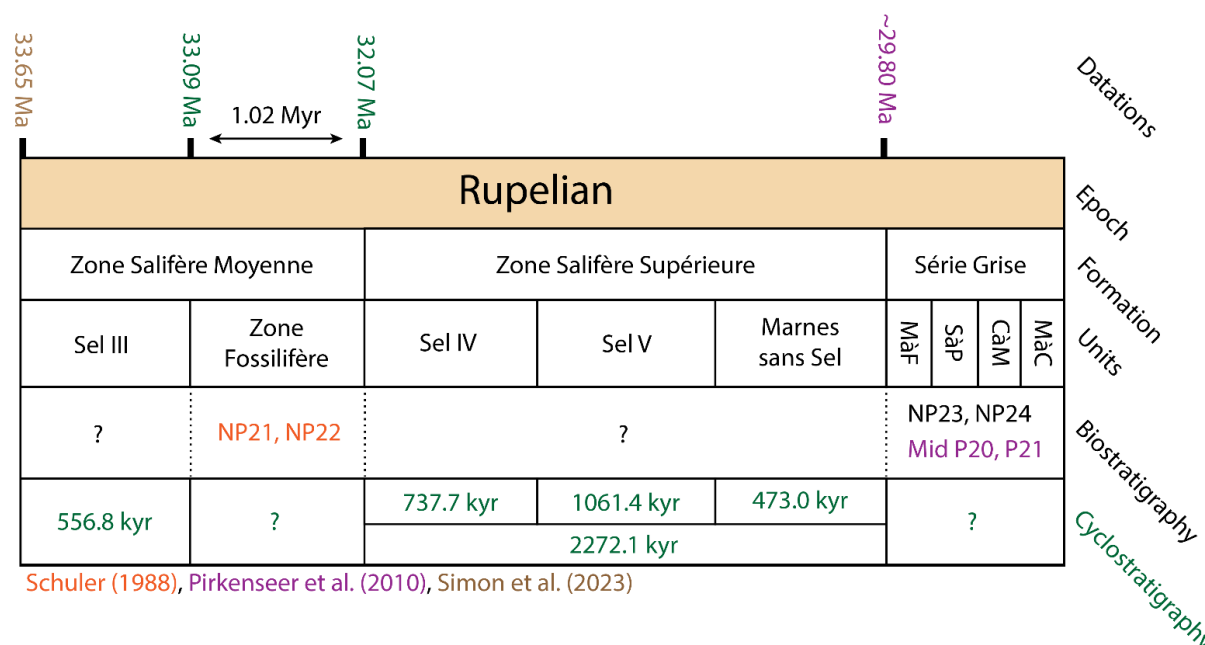 33.65 Ma
33.09 Ma
1.02 Myr
32.07 Ma
~29.80 Ma
Datations
Rupelian
Epoch
Zone Salifère Moyenne
Zone Salifère Supérieure
Série Grise
Formation
Sel III
Zone
Fossilifère
Sel IV
Sel V
Marnes
sans Sel
MàF
SàP
CàM
MàC
Units
?
NP21, NP22
?
NP23, NP24
Mid P20, P21
Biostratigraphy
556.8 kyr
?
737.7 kyr
1061.4 kyr
473.0 kyr
2272.1 kyr
?
Cyclostratigraphy
Schuler (1988), Pirkenseer et al. (2010), Simon et al. (2023)